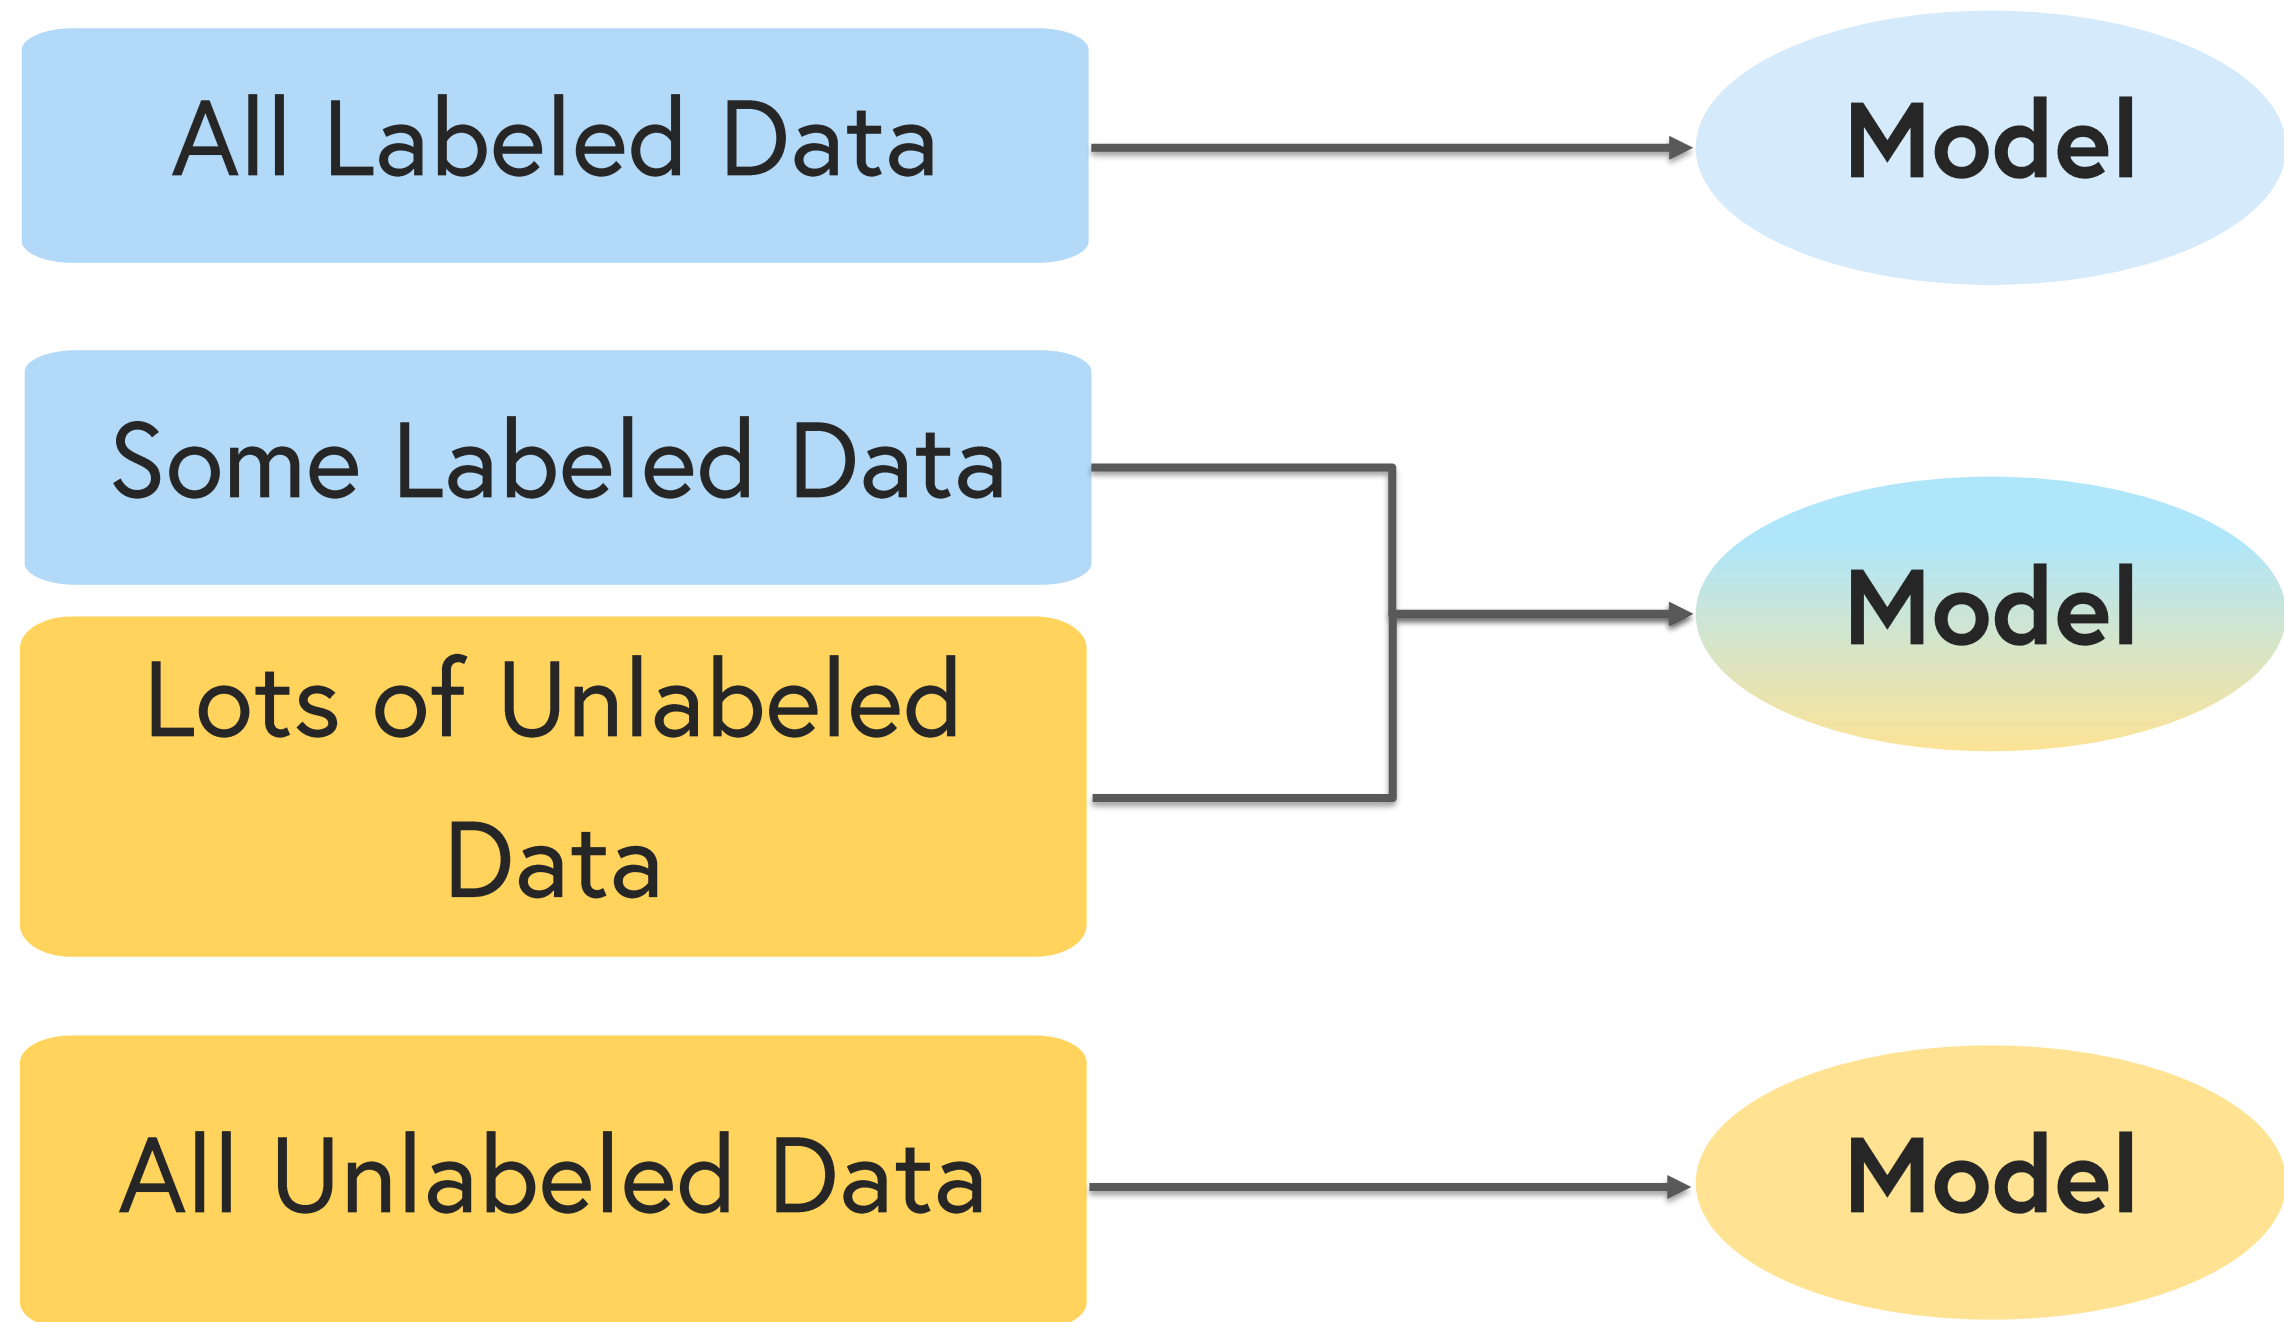 All Labeled Data
Model
Some Labeled Data
Lots of Unlabeled
Data
Model
All Unlabeled Data
Model